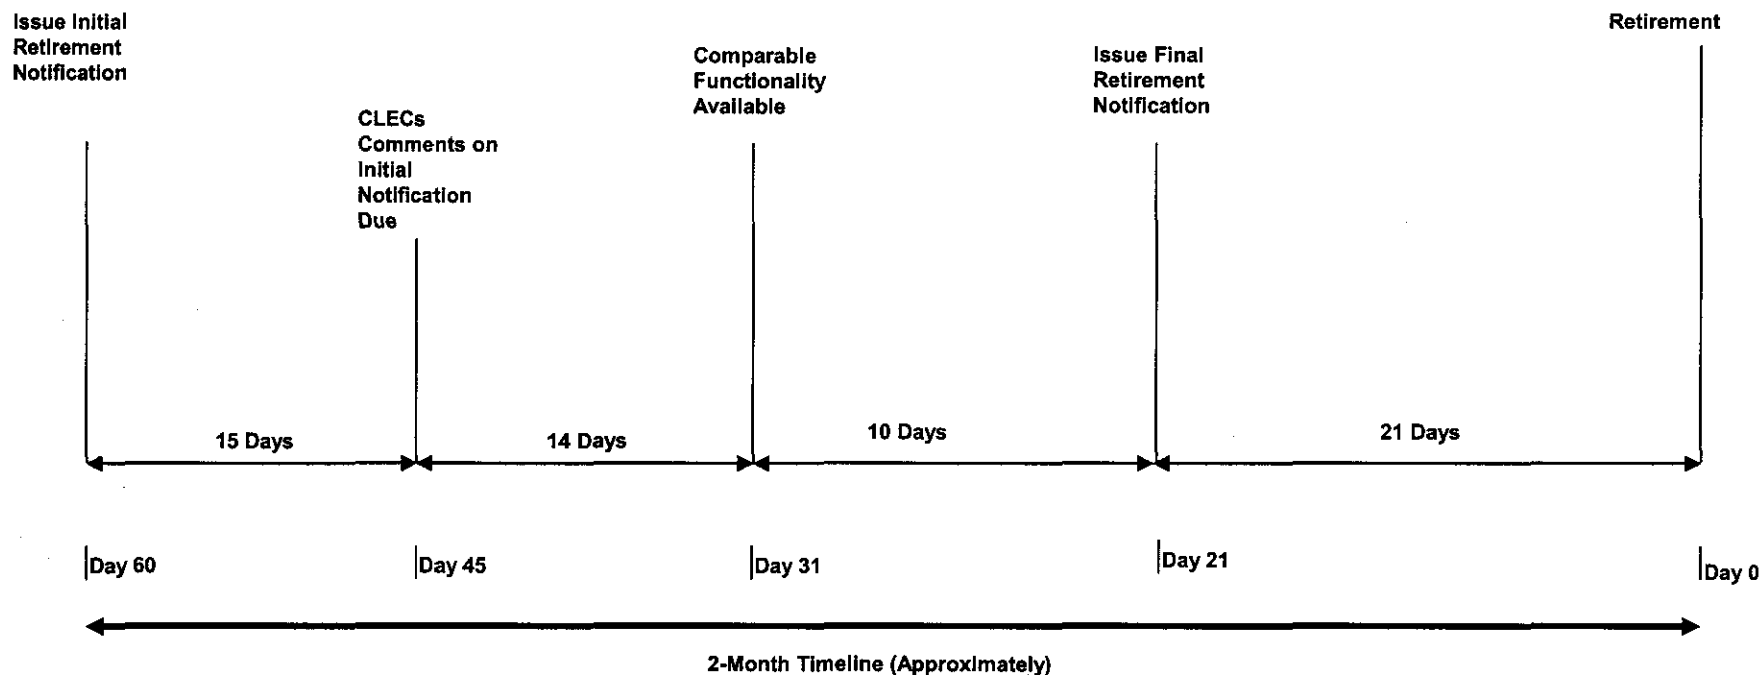 Issue Initial
Retirement
Notification
CLECs
Comments on
Initial
Notification
Due
Comparable
Functionality
Available
Issue Final
Retirement
Notification
Retirement
15 Days
14 Days
10 Days
21 Days
Day 60
Day 45
Day 31
Day 21
Day 0
2-Month Timeline (Approximately)